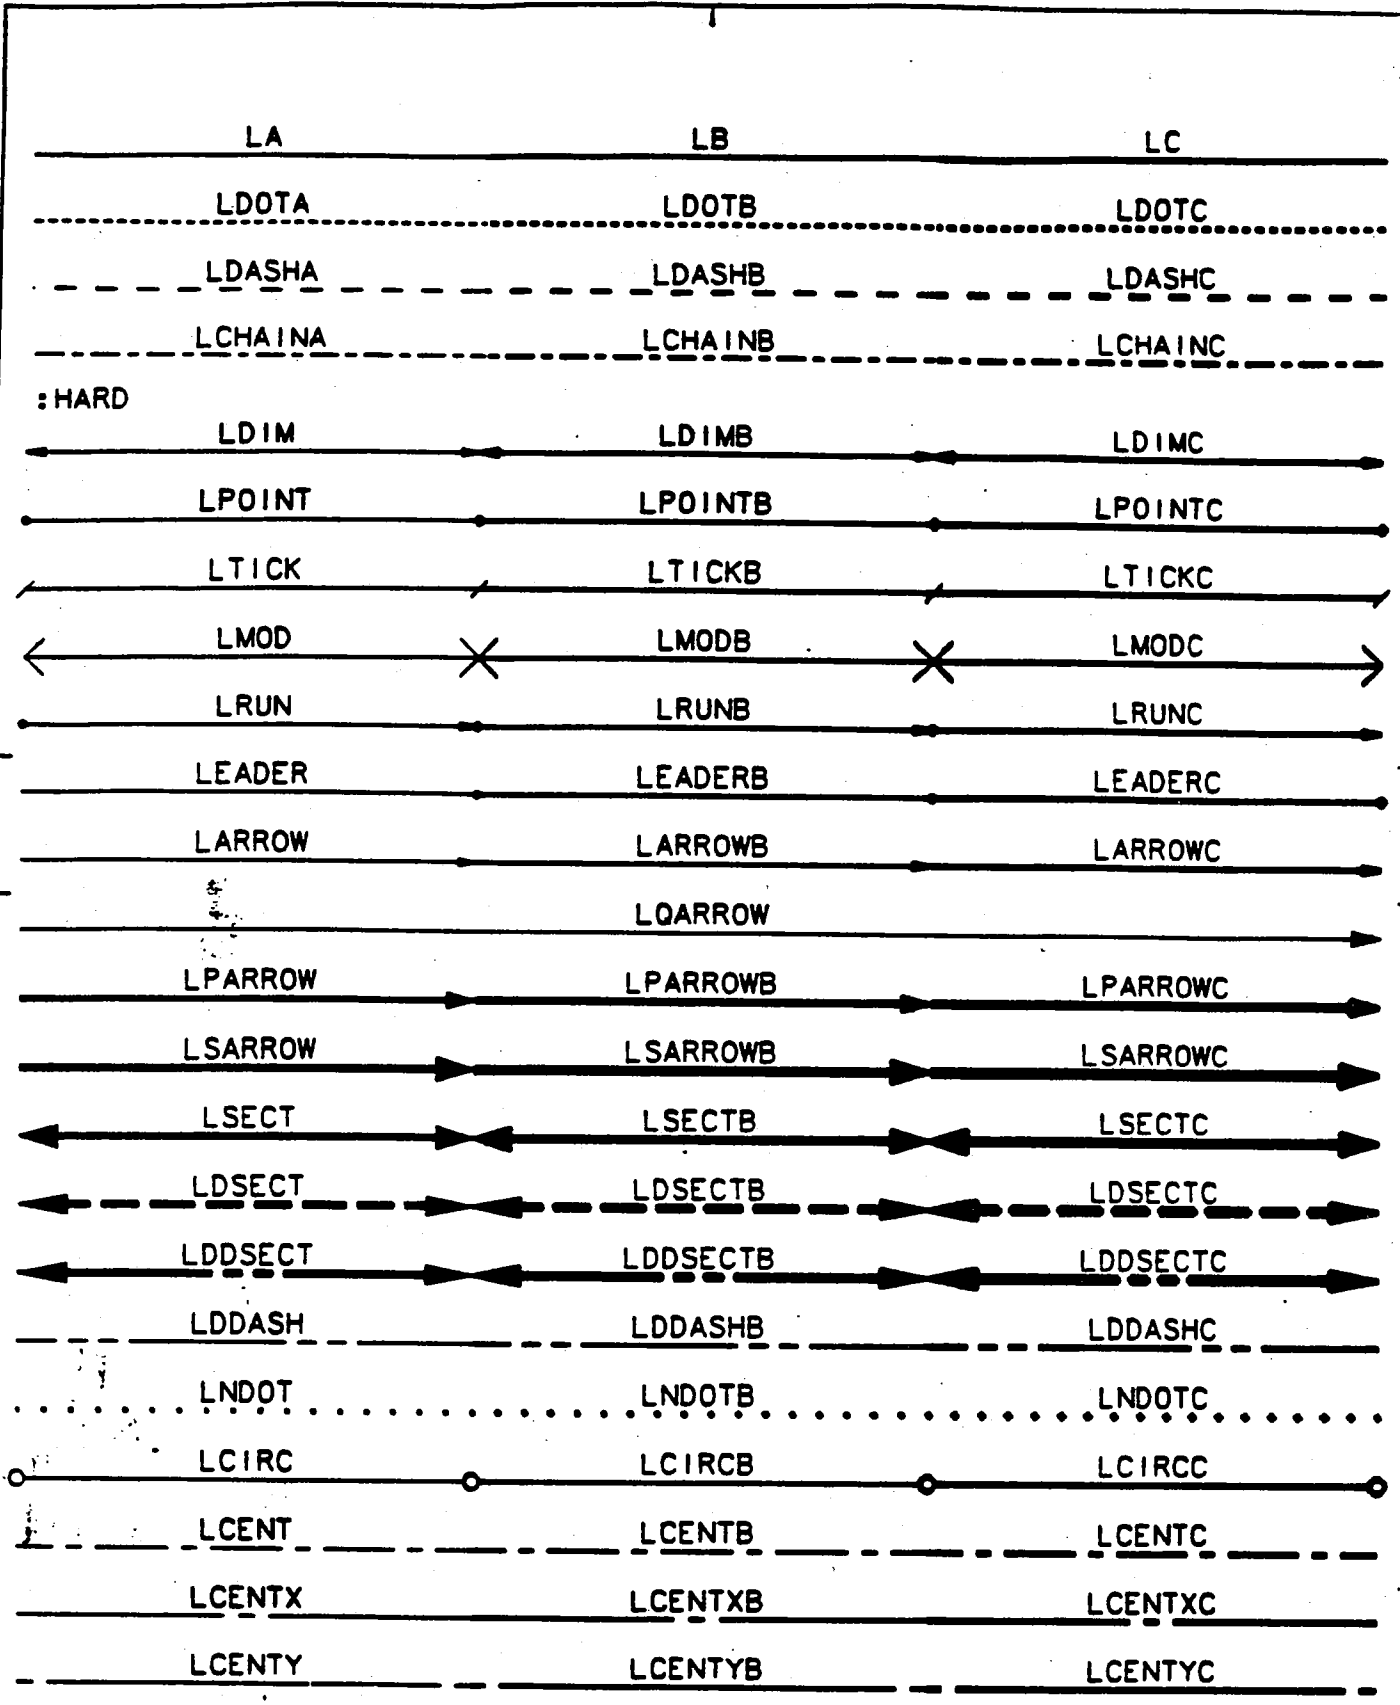 LA LB LC
LDOTA LDOTB LDOTC
LDASHA LDASHB LDASHC
LCHAINA LCHAINB LCHAINC
:HARD
LDIM LDIMB LDIMC
LPOINT LPOINTB LPOINTC
LTICK LTICKB LTICKC
LMOD LMODB LMODC
LRUN LRUNB LRUNC
LEADER LEADERB LEADERC
LARROW LARROWB LARROWC
LQARROW
LPARROW LPARROWB LPARROWC
LSARROW LSARROWB LSARROWC
LSECT LSECTB LSECTC
LDSECT LDSECTB LDSECTC
LDDSECT LDDSECTB LDDSECTC
LDDASH LDDASHB LDDASHC
LNDOT LNDOTB LNDOTC
LCIRC LCIRCB LCIRCC
LCENT LCENTB LCENTC
LCENTX LCENTXB LCENTXC
LCENTY LCENTYB LCENTYC